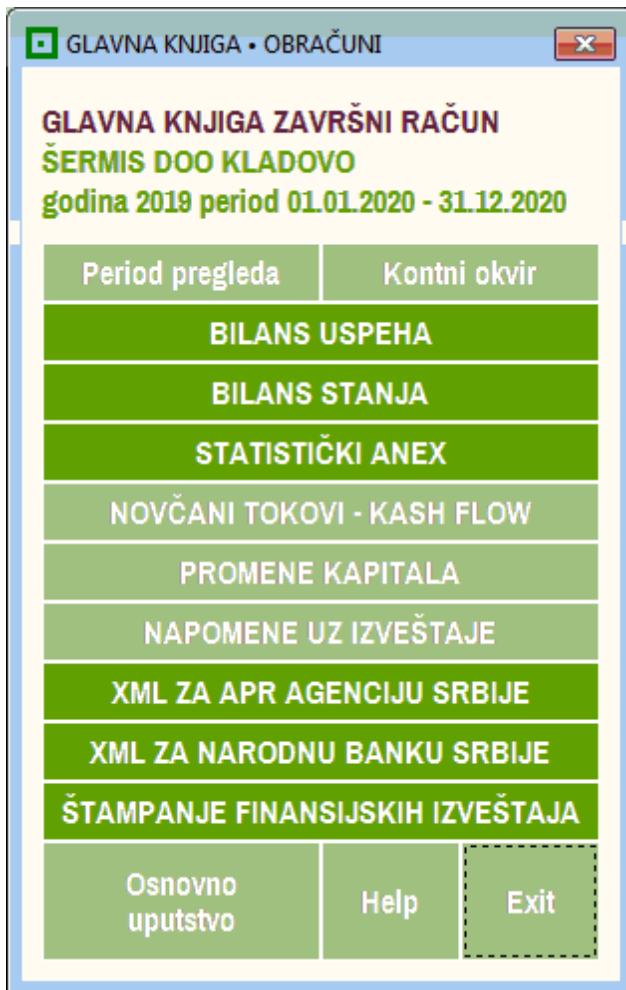 GLAVNA KNJIGA • OBRAČUNI
GLAVNA KNJIGA ZAVRŠNI RAČUN
ŠERMIS DOO KLADOVO
godina 2019 period 01.01.2020 - 31.12.2020
Period pregleda
Kontni okvir
BILANS USPEHA
BILANS STANJA
STATISTIČKI ANEX
NOVČANI TOKOVI - KASH FLOW
PROMENE KAPITALA
NAPOMENE UZ IZVEŠTAJE
XML ZA APR AGENCIJU SRBIJE
XML ZA NARODNU BANKU SRBIJE
ŠTAMPANJE FINANSIJSKIH IZVEŠTAJA
Osnovno
uputstvo
Help
Exit